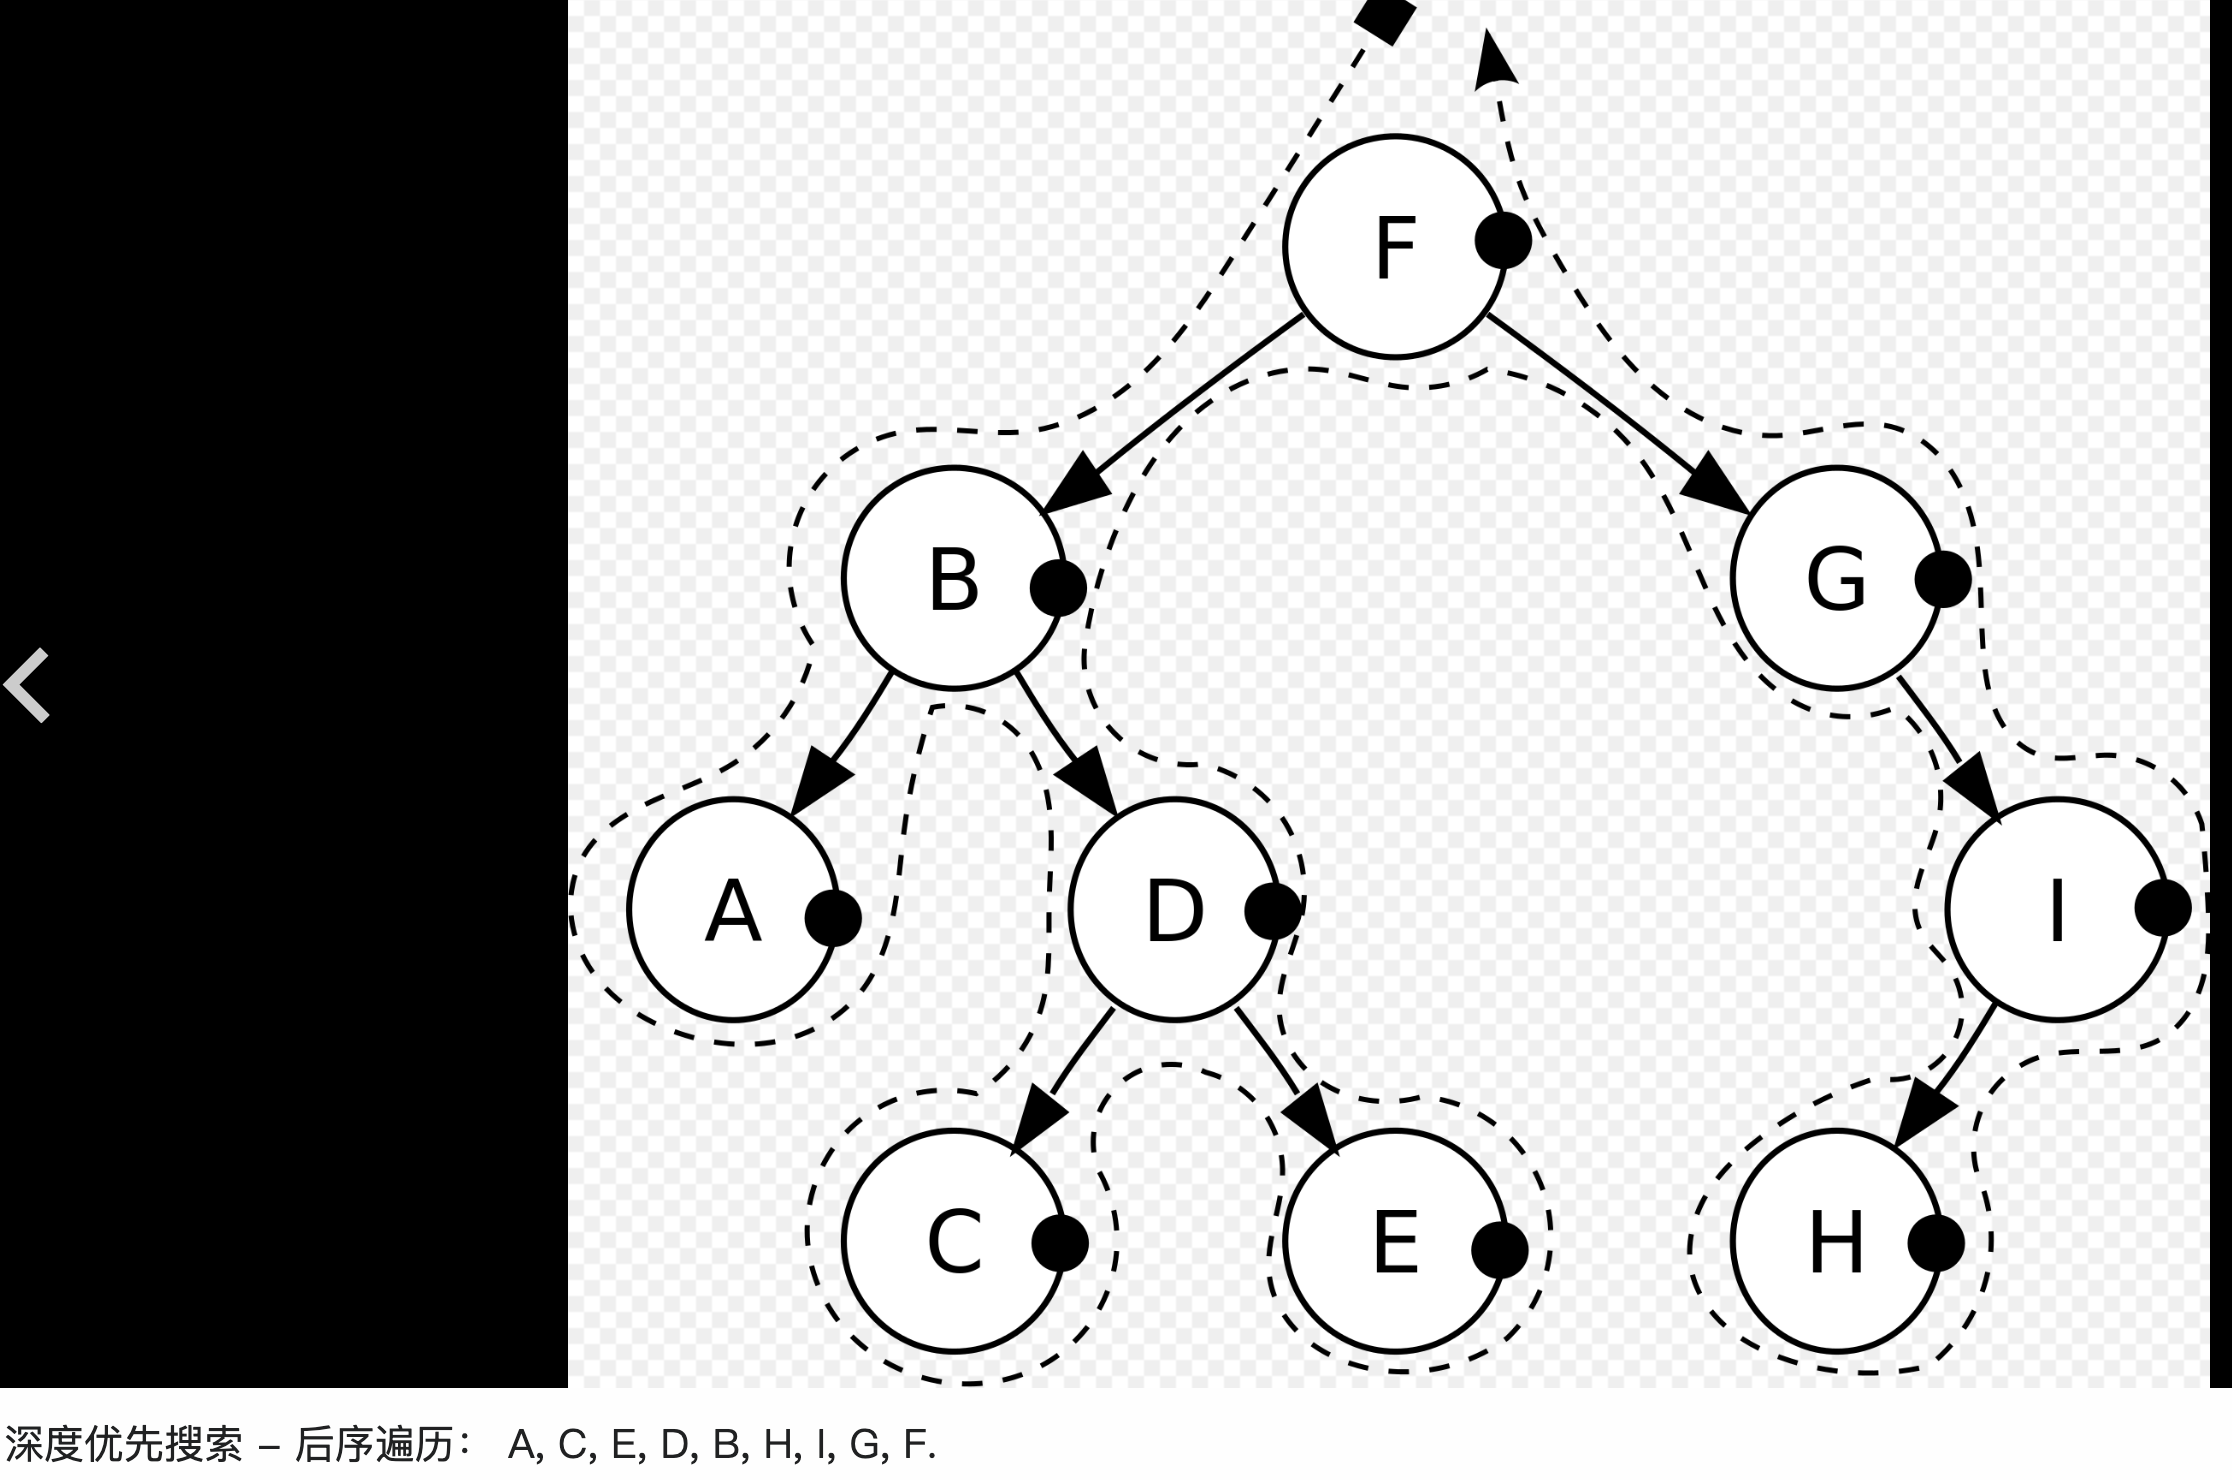 F
B
G
A
D
I
C
E
H
深度优先搜索 – 后序遍历： A, C, E, D, B, H, I, G, F.